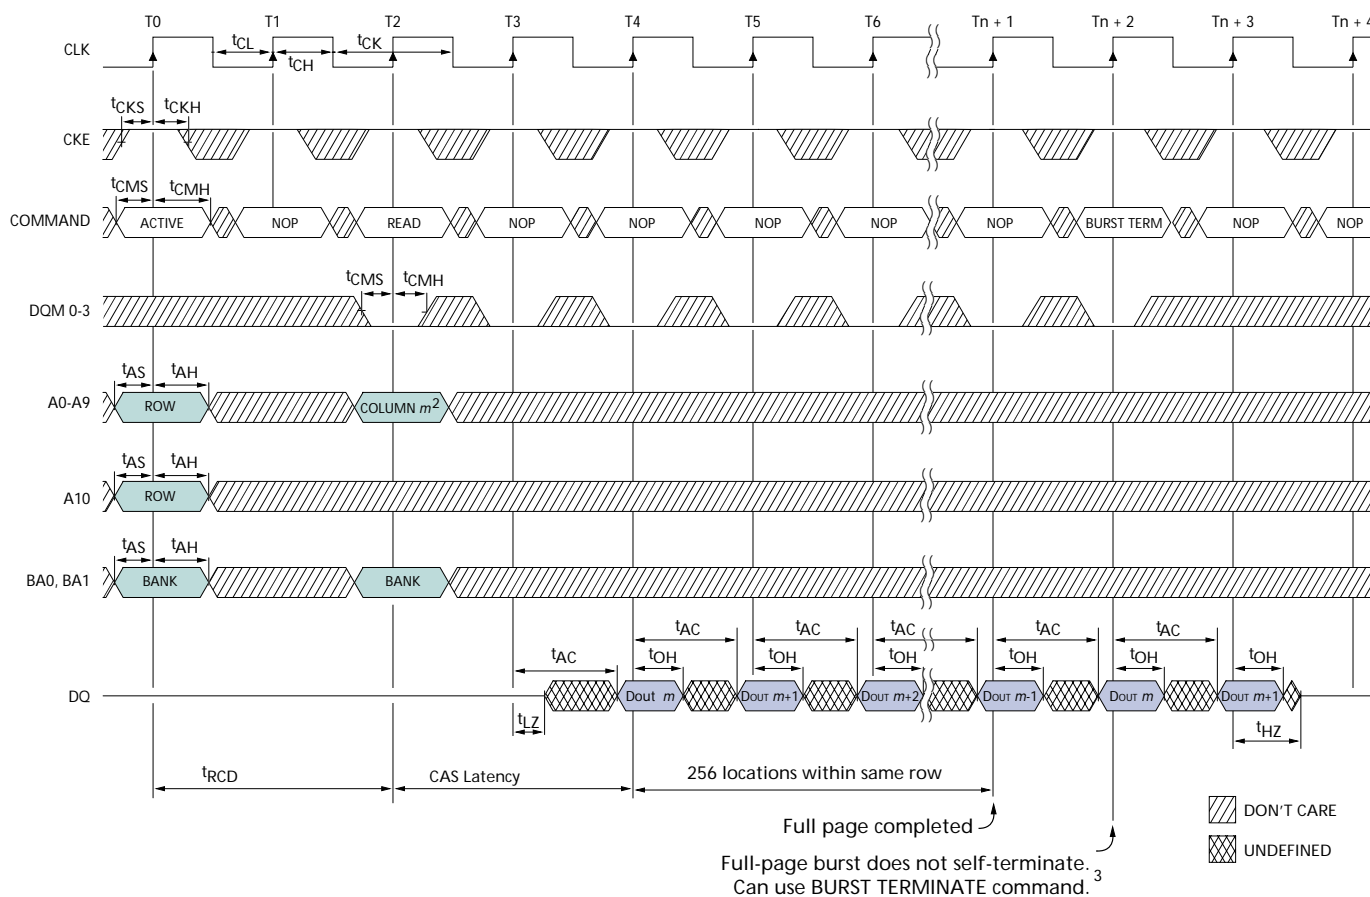 T0 T1 T2 T3 T4 T5 T6 Tn + 1 Tn + 2 Tn + 3 Tn + 4
CLK tCL tCH tCK
tCKS tCKH
CKE
tCMS tCMH
COMMAND ACTIVE NOP READ NOP NOP NOP NOP NOP BURST TERM NOP NOP
tCMS tCMH
DQM 0-3
tAS tAH
A0-A9 ROW COLUMN m2
tAS tAH
A10 ROW
tAS tAH
BA0, BA1 BANK BANK
tAC tAC tAC tAC tAC tAC
tOH tOH tOH tOH tOH tOH
DQ Dout m DOUT m+1 DOUT m+2 DOUT m-1 DOUT m DOUT m+1
tLZ tHZ
tRCD CAS Latency 256 locations within same row
Full page completed
Full-page burst does not self-terminate.
Can use BURST TERMINATE command. 3
DON'T CARE
UNDEFINED